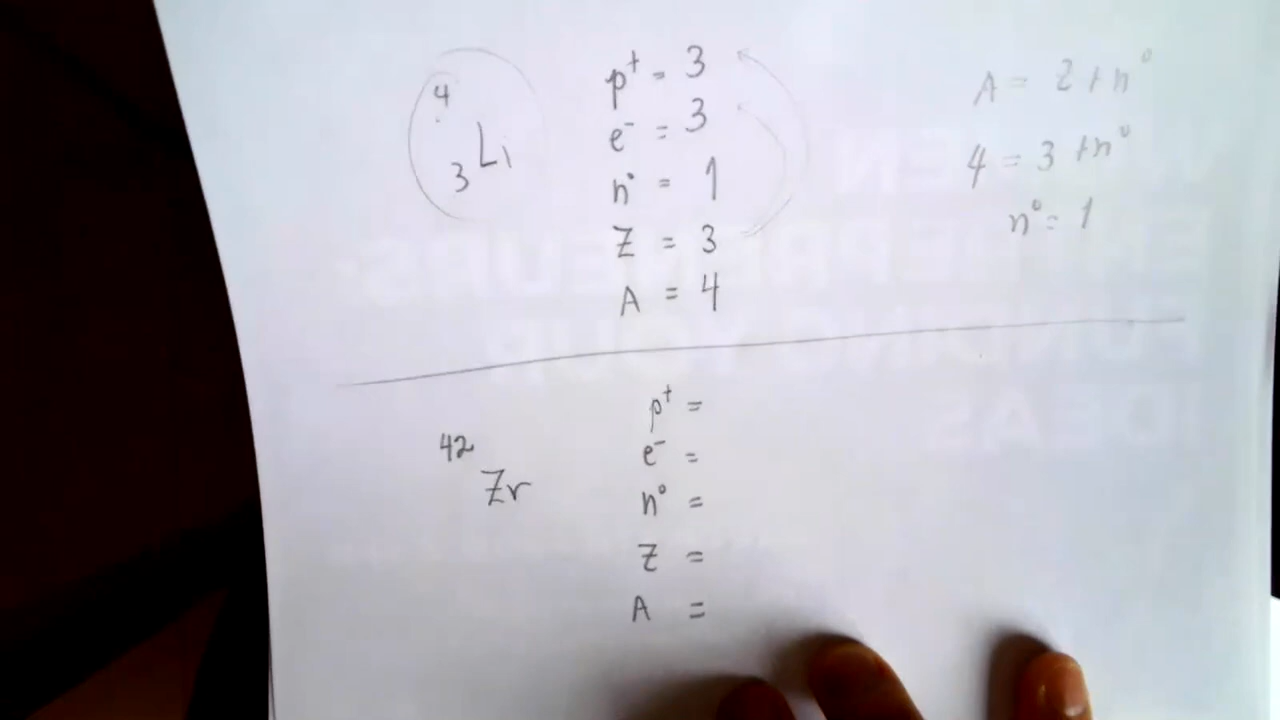 4
3 Li
p⁺ = 3
e⁻ = 3
n° = 1
Z = 3
A = 4
A = Z + n°
4 = 3 + n°
n° = 1
42
Zr
p⁺ =
e⁻ =
n° =
Z =
A =